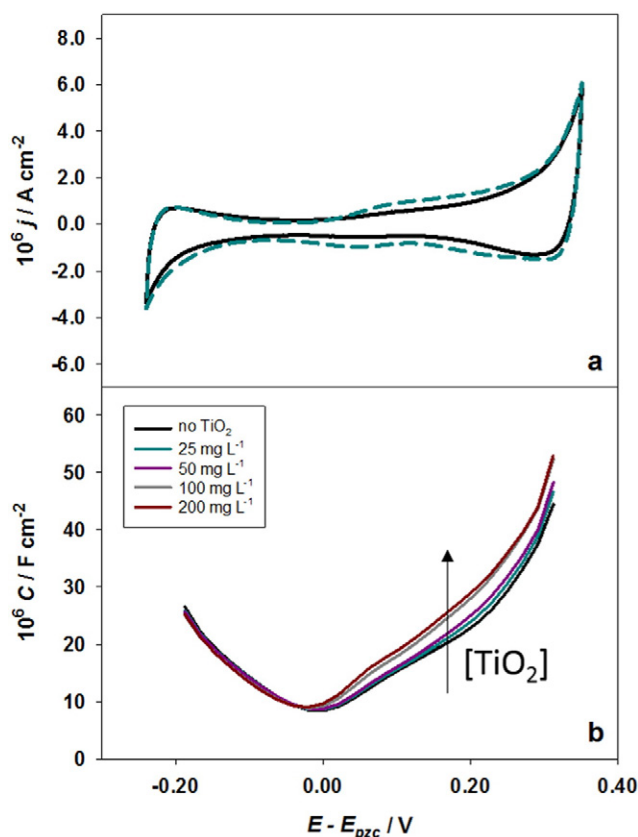 8.0
6.0
4.0
2.0
0.0
-2.0
-4.0
-6.0
10⁶ j / A cm⁻²
a
60
50
40
30
20
10
0
10⁶ C / F cm⁻²
no TiO₂
25 mg L⁻¹
50 mg L⁻¹
100 mg L⁻¹
200 mg L⁻¹
[TiO₂]
b
-0.20
0.00
0.20
0.40
E - Epzc / V